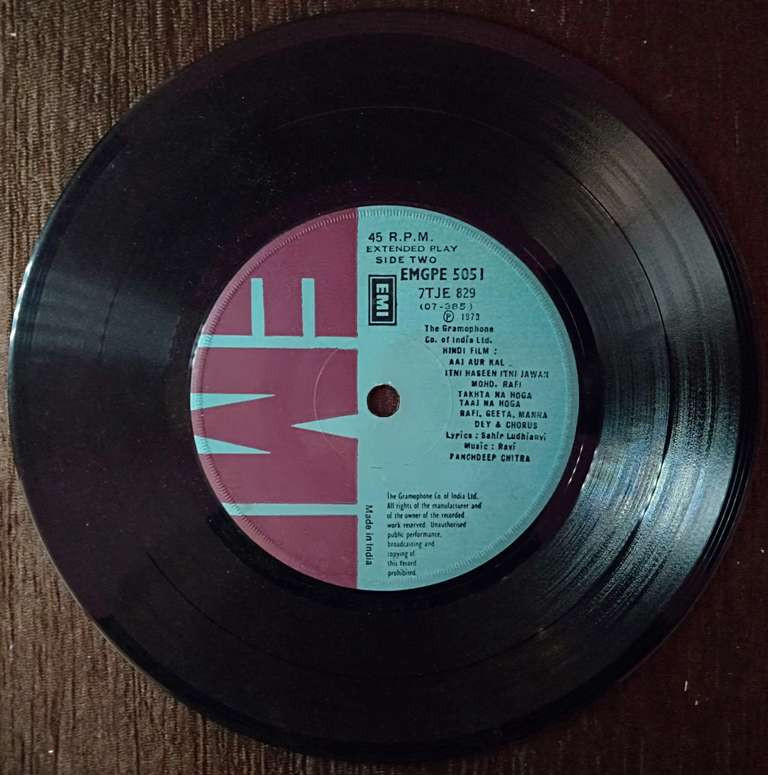 45 R.P.M.
EXTENDED PLAY
SIDE TWO
EMI
EMGPE 5051
7TJE 829
(07-385)
Ⓟ 1973
The Gramophone
Co. of India Ltd.
HINDI FILM :
AAJ AUR KAL ..
ITNI HASEEN ITNI JAWAN
MOHD. RAFI
TAKHTA NA HOGA
TAAJ NA HOGA
RAFI, GEETA, MANNA
DEY & CHORUS
Lyrics : Sahir Ludhianvi
Music : Ravi
PANCHDEEP CHITRA
The Gramophone Co. of India Ltd.
All rights of the manufacturer and
of the owner of the recorded
work reserved. Unauthorised
public performance,
broadcasting and
copying of
this Record
prohibited.
Made in India
EMI